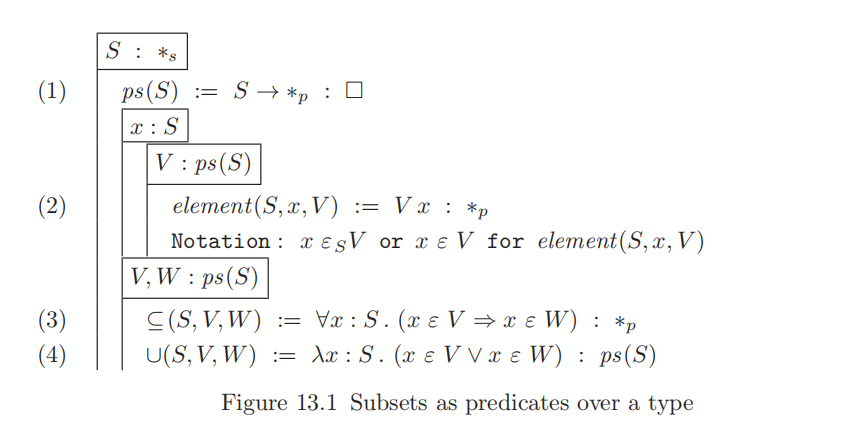 S : *ₛ
(1) ps(S) := S → *ₚ : □
x : S
V : ps(S)
(2) element(S, x, V) := V x : *ₚ
Notation : x ε_S V or x ε V for element(S, x, V)
V, W : ps(S)
(3) ⊆(S, V, W) := ∀x : S . (x ε V ⇒ x ε W) : *ₚ
(4) ∪(S, V, W) := λx : S . (x ε V ∨ x ε W) : ps(S)
Figure 13.1 Subsets as predicates over a type